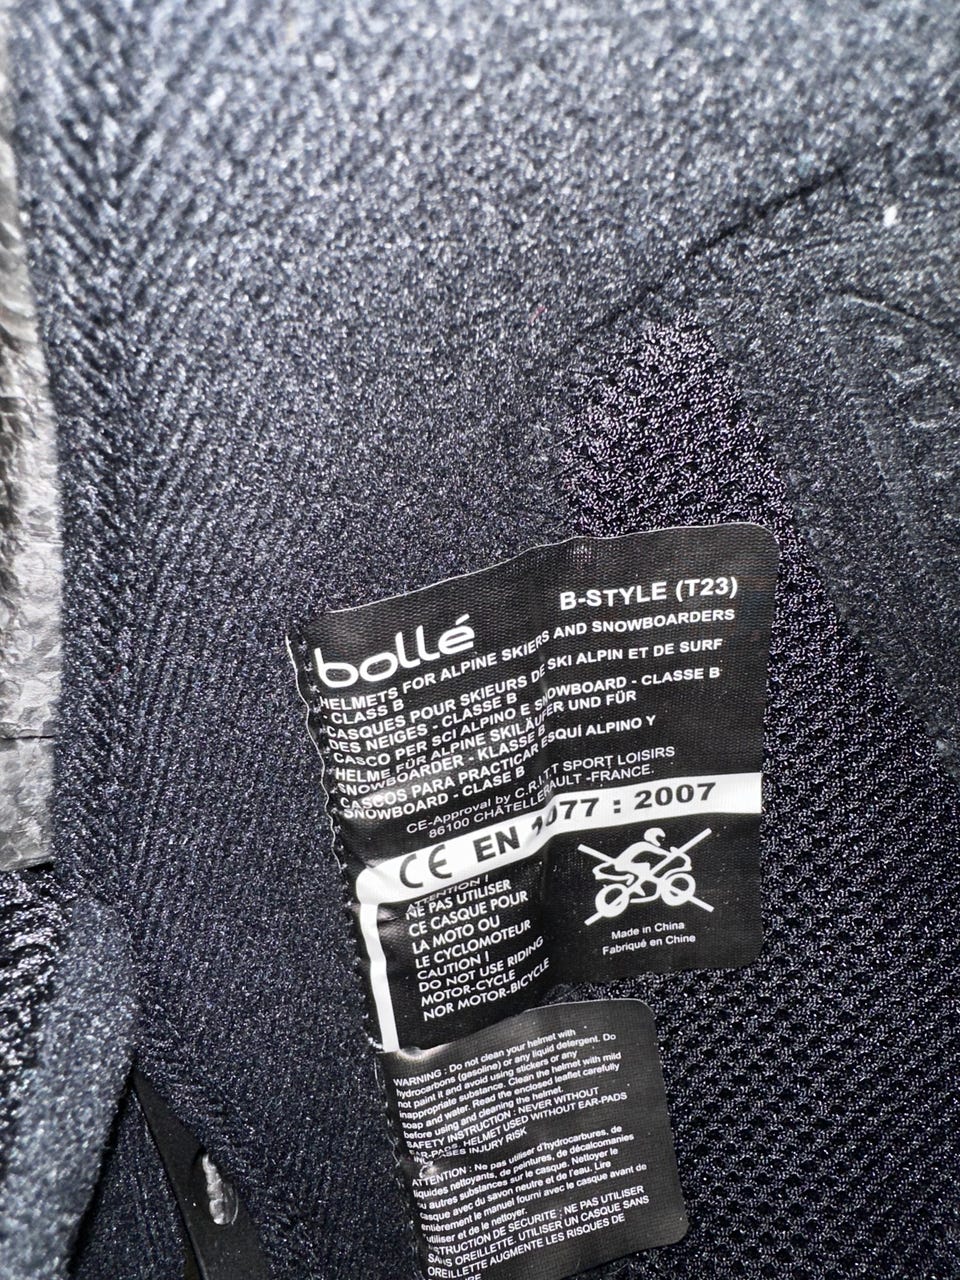 bollé
B-STYLE (T23)
HELMETS FOR ALPINE SKIERS AND SNOWBOARDERS
- CLASS B
CASQUES POUR SKIEURS DE SKI ALPIN ET DE SURF
DES NEIGES - CLASSE B
CASCO PER SCI ALPINO E SNOWBOARD - CLASSE B
HELME FÜR ALPINE SKILÄUFER UND FÜR
SNOWBOARDER - KLASSE B
CASCOS PARA PRACTICAR ESQUÍ ALPINO Y
SNOWBOARD - CLASE B
CE-Approval by C.R.I.T.T SPORT LOISIRS
86100 CHÂTELLERAULT -FRANCE.
CE EN 1077 : 2007
ATTENTION !
NE PAS UTILISER
CE CASQUE POUR
LA MOTO OU
LE CYCLOMOTEUR
CAUTION !
DO NOT USE RIDING
MOTOR-CYCLE
NOR MOTOR-BICYCLE
Made in China
Fabriqué en Chine
WARNING : Do not clean your helmet with
hydrocarbons (gasoline) or any liquid detergent. Do
not paint it and avoid using stickers or any
inappropriate substance. Clean the helmet with mild
soap and water. Read the enclosed leaflet carefully
before using and cleaning the helmet.
SAFETY INSTRUCTION : NEVER WITHOUT
EAR-PADS. HELMET USED WITHOUT EAR-PADS
INJURY RISK
ATTENTION : Ne pas utiliser d'hydrocarbures, de
liquides nettoyants, de peintures, de décalcomanies
ou autres substances sur le casque. Nettoyer le
casque avec du savon neutre et de l'eau. Lire
entièrement le manuel fourni avec le casque avant de
utiliser et de le nettoyer.
INSTRUCTION DE SECURITE : NE PAS UTILISER
SANS OREILLETTE. UTILISER UN CASQUE SANS
OREILLETTE AUGMENTE LES RISQUES DE